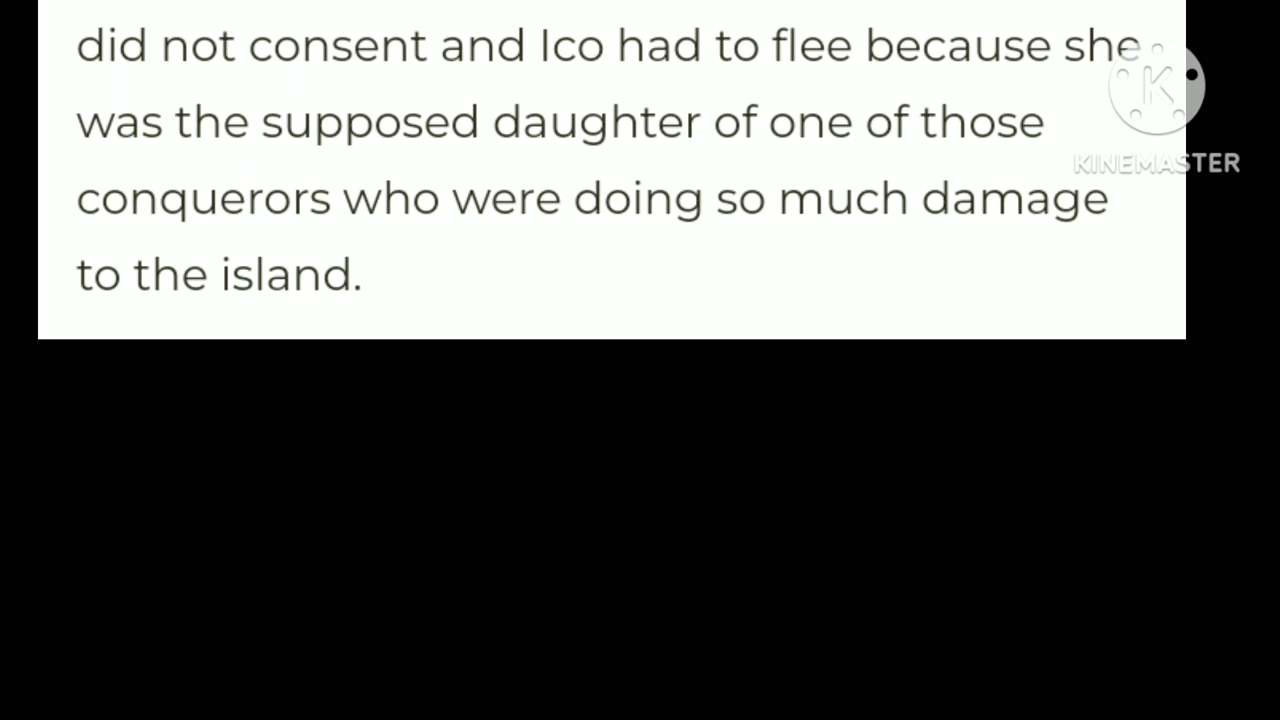 did not consent and Ico had to flee because she
was the supposed daughter of one of those
conquerors who were doing so much damage
to the island.
K
KINEMASTER